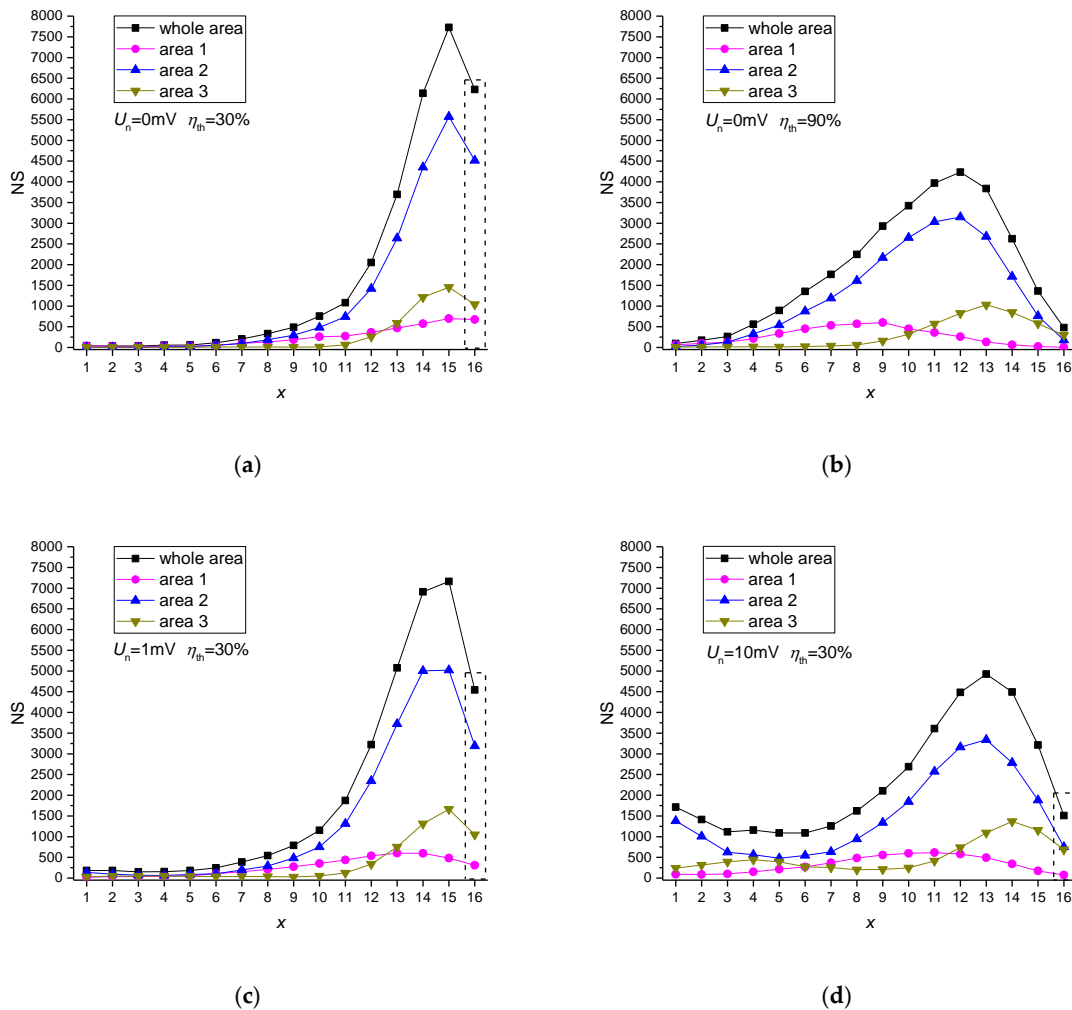 8000
7500
7000
6500
6000
5500
5000
4500
4000
3500
3000
2500
2000
1500
1000
500
0
NS
whole area
area 1
area 2
area 3
Un=0mV ηth=30%
1 2 3 4 5 6 7 8 9 10 11 12 13 14 15 16
x
(a)
8000
7500
7000
6500
6000
5500
5000
4500
4000
3500
3000
2500
2000
1500
1000
500
0
NS
whole area
area 1
area 2
area 3
Un=0mV ηth=90%
1 2 3 4 5 6 7 8 9 10 11 12 13 14 15 16
x
(b)
8000
7500
7000
6500
6000
5500
5000
4500
4000
3500
3000
2500
2000
1500
1000
500
0
NS
whole area
area 1
area 2
area 3
Un=1mV ηth=30%
1 2 3 4 5 6 7 8 9 10 11 12 13 14 15 16
x
(c)
8000
7500
7000
6500
6000
5500
5000
4500
4000
3500
3000
2500
2000
1500
1000
500
0
NS
whole area
area 1
area 2
area 3
Un=10mV ηth=30%
1 2 3 4 5 6 7 8 9 10 11 12 13 14 15 16
x
(d)